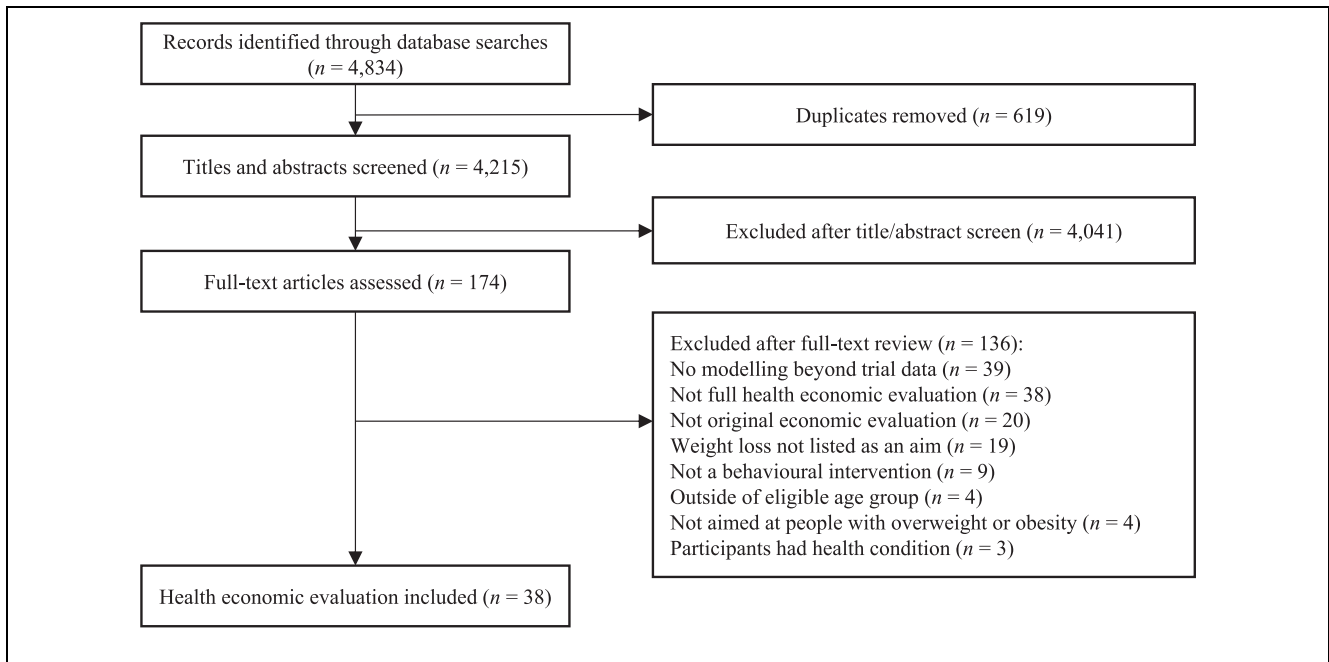 Records identified through database searches
(n = 4,834)
Duplicates removed (n = 619)
Titles and abstracts screened (n = 4,215)
Excluded after title/abstract screen (n = 4,041)
Full-text articles assessed (n = 174)
Excluded after full-text review (n = 136):
No modelling beyond trial data (n = 39)
Not full health economic evaluation (n = 38)
Not original economic evaluation (n = 20)
Weight loss not listed as an aim (n = 19)
Not a behavioural intervention (n = 9)
Outside of eligible age group (n = 4)
Not aimed at people with overweight or obesity (n = 4)
Participants had health condition (n = 3)
Health economic evaluation included (n = 38)